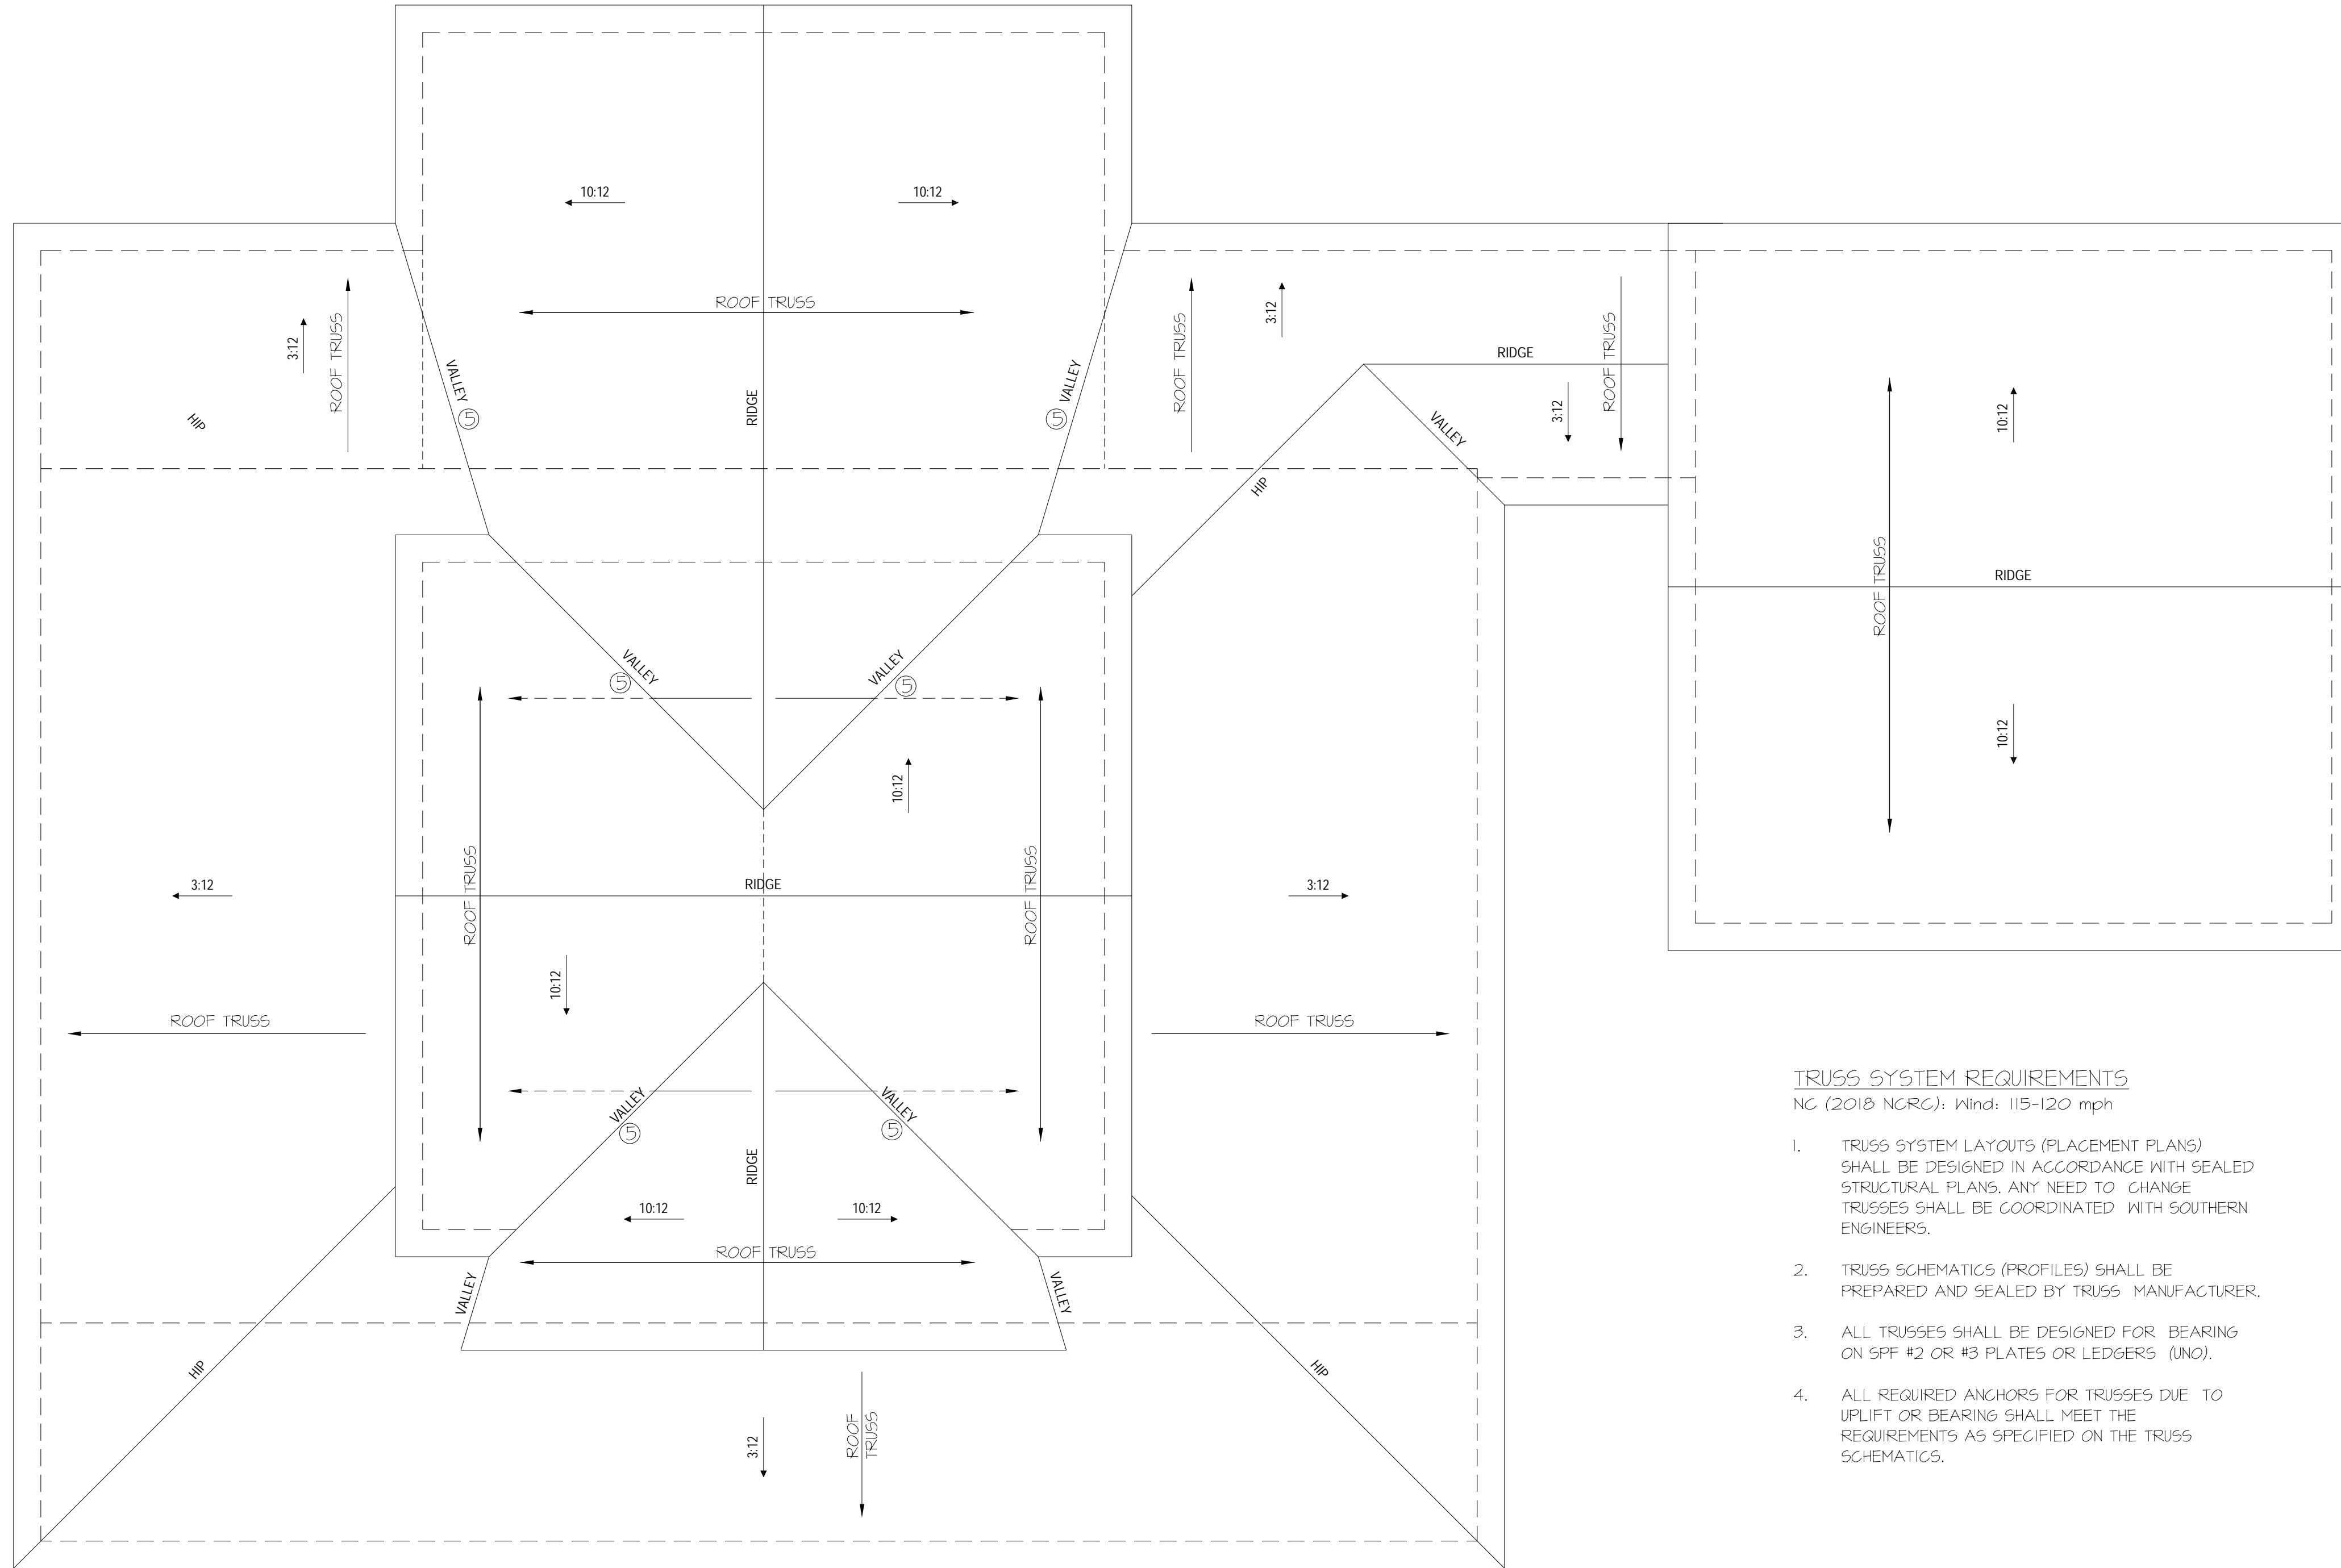 10:12
10:12
ROOF TRUSS
3:12
ROOF TRUSS
HIP
VALLEY
5
RIDGE
5
VALLEY
ROOF TRUSS
3:12
RIDGE
3:12
ROOF TRUSS
VALLEY
HIP
10:12
ROOF TRUSS
RIDGE
10:12
VALLEY
5
VALLEY
5
10:12
ROOF TRUSS
RIDGE
ROOF TRUSS
3:12
3:12
10:12
ROOF TRUSS
ROOF TRUSS
VALLEY
5
VALLEY
5
RIDGE
10:12
10:12
ROOF TRUSS
VALLEY
VALLEY
HIP
HIP
3:12
ROOF
TRUSS
TRUSS SYSTEM REQUIREMENTS
NC (2018 NCRC): Wind: 115-120 mph
1. TRUSS SYSTEM LAYOUTS (PLACEMENT PLANS)
SHALL BE DESIGNED IN ACCORDANCE WITH SEALED
STRUCTURAL PLANS. ANY NEED TO CHANGE
TRUSSES SHALL BE COORDINATED WITH SOUTHERN
ENGINEERS.
2. TRUSS SCHEMATICS (PROFILES) SHALL BE
PREPARED AND SEALED BY TRUSS MANUFACTURER.
3. ALL TRUSSES SHALL BE DESIGNED FOR BEARING
ON SPF #2 OR #3 PLATES OR LEDGERS (UNO).
4. ALL REQUIRED ANCHORS FOR TRUSSES DUE TO
UPLIFT OR BEARING SHALL MEET THE
REQUIREMENTS AS SPECIFIED ON THE TRUSS
SCHEMATICS.